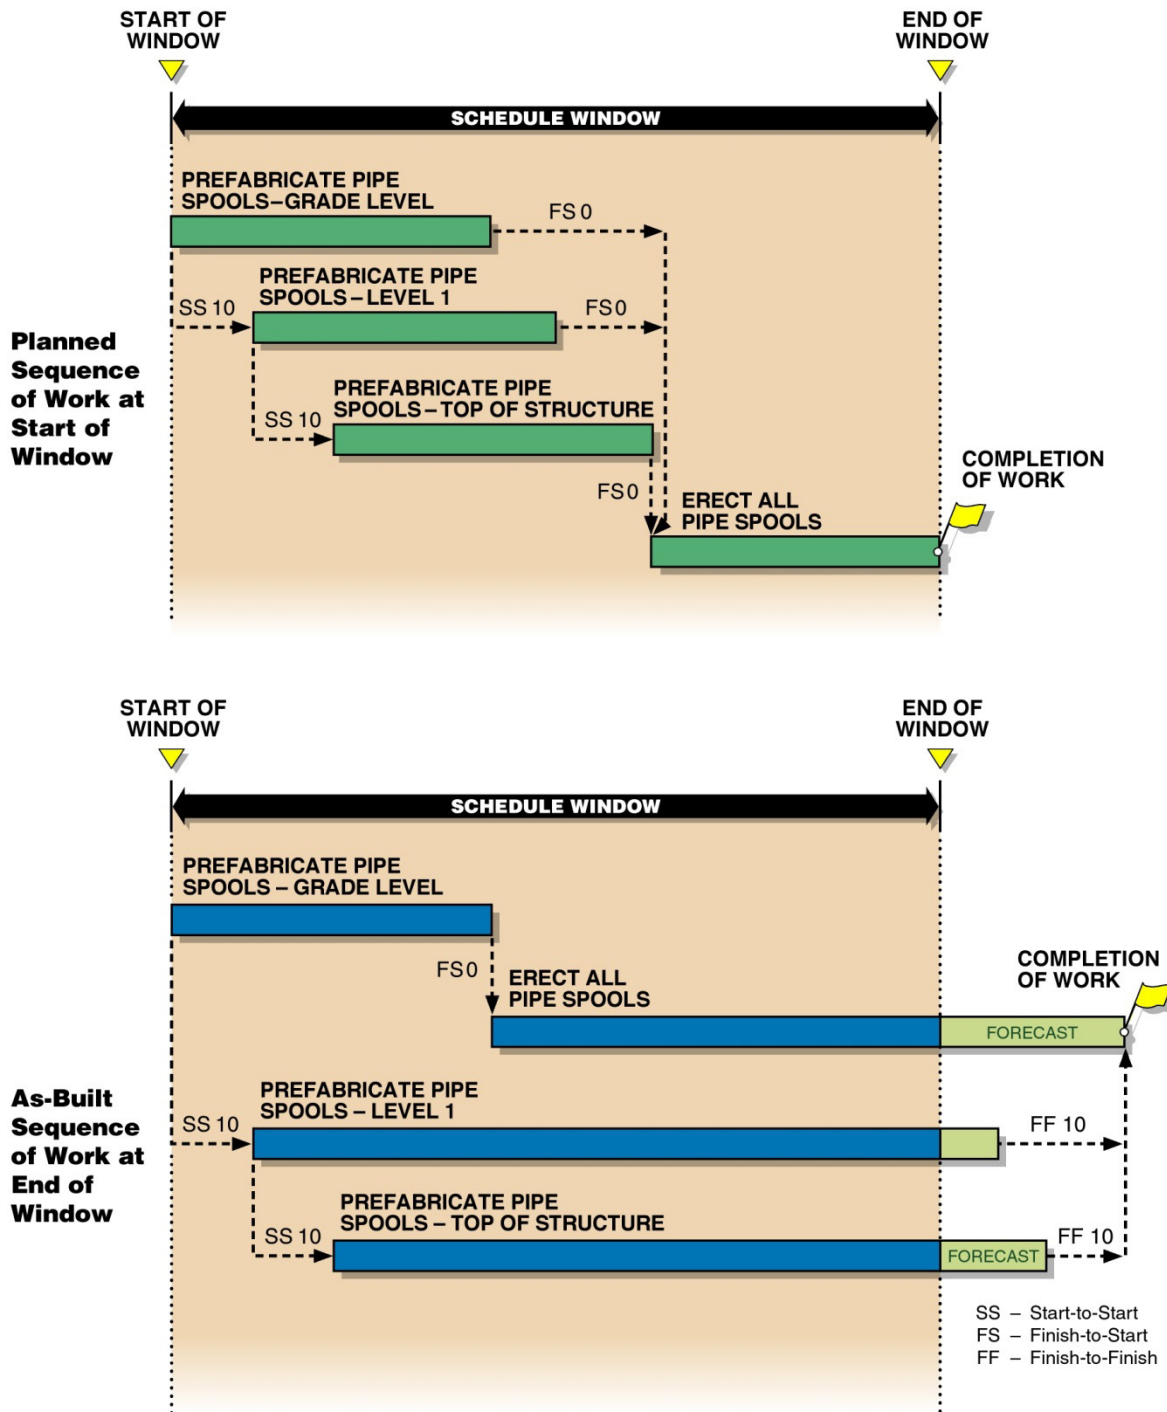 START OF
WINDOW
END OF
WINDOW
SCHEDULE WINDOW
PREFABRICATE PIPE
SPOOLS–GRADE LEVEL
FS 0
PREFABRICATE PIPE
SPOOLS – LEVEL 1
SS 10
FS 0
Planned
Sequence
of Work at
Start of
Window
PREFABRICATE PIPE
SPOOLS – TOP OF STRUCTURE
SS 10
FS 0
ERECT ALL
PIPE SPOOLS
COMPLETION
OF WORK
START OF
WINDOW
END OF
WINDOW
SCHEDULE WINDOW
PREFABRICATE PIPE
SPOOLS – GRADE LEVEL
FS 0
ERECT ALL
PIPE SPOOLS
COMPLETION
OF WORK
FORECAST
As-Built
Sequence
of Work at
End of
Window
PREFABRICATE PIPE
SPOOLS – LEVEL 1
SS 10
FF 10
PREFABRICATE PIPE
SPOOLS – TOP OF STRUCTURE
SS 10
FORECAST
FF 10
SS – Start-to-Start
FS – Finish-to-Start
FF – Finish-to-Finish